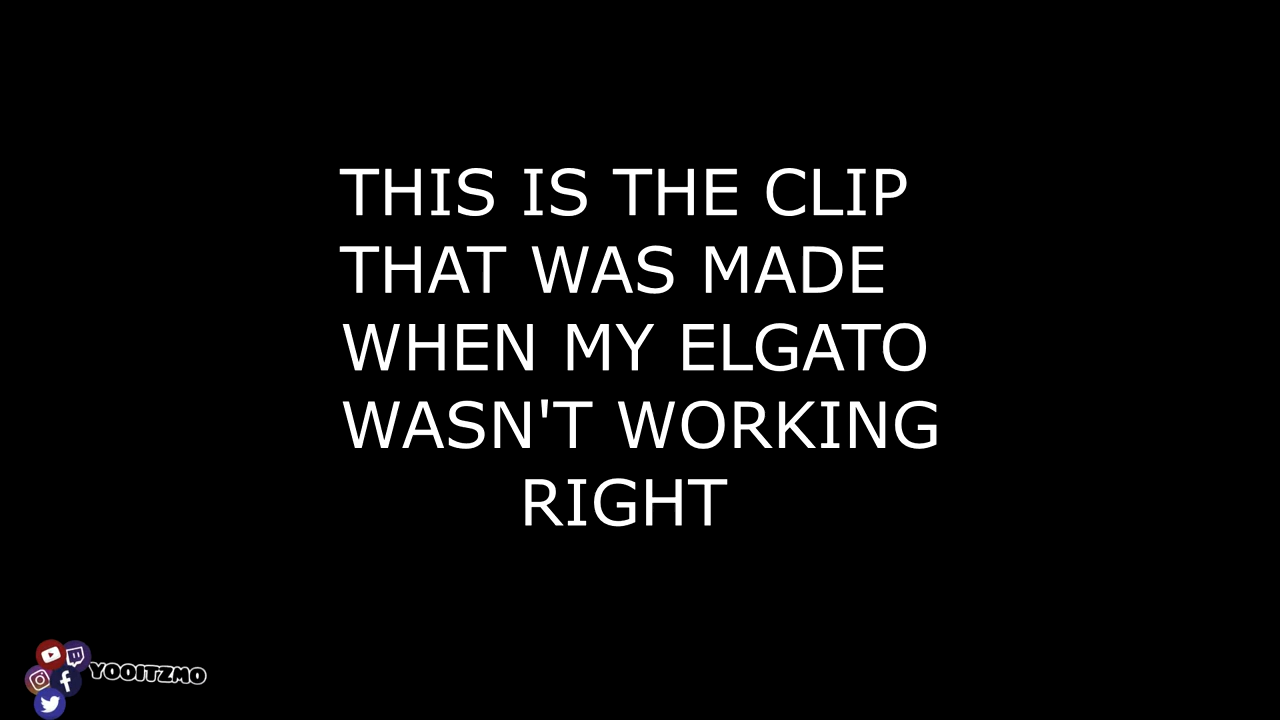 THIS IS THE CLIP
THAT WAS MADE
WHEN MY ELGATO
WASN'T WORKING
RIGHT
YOOITZMO